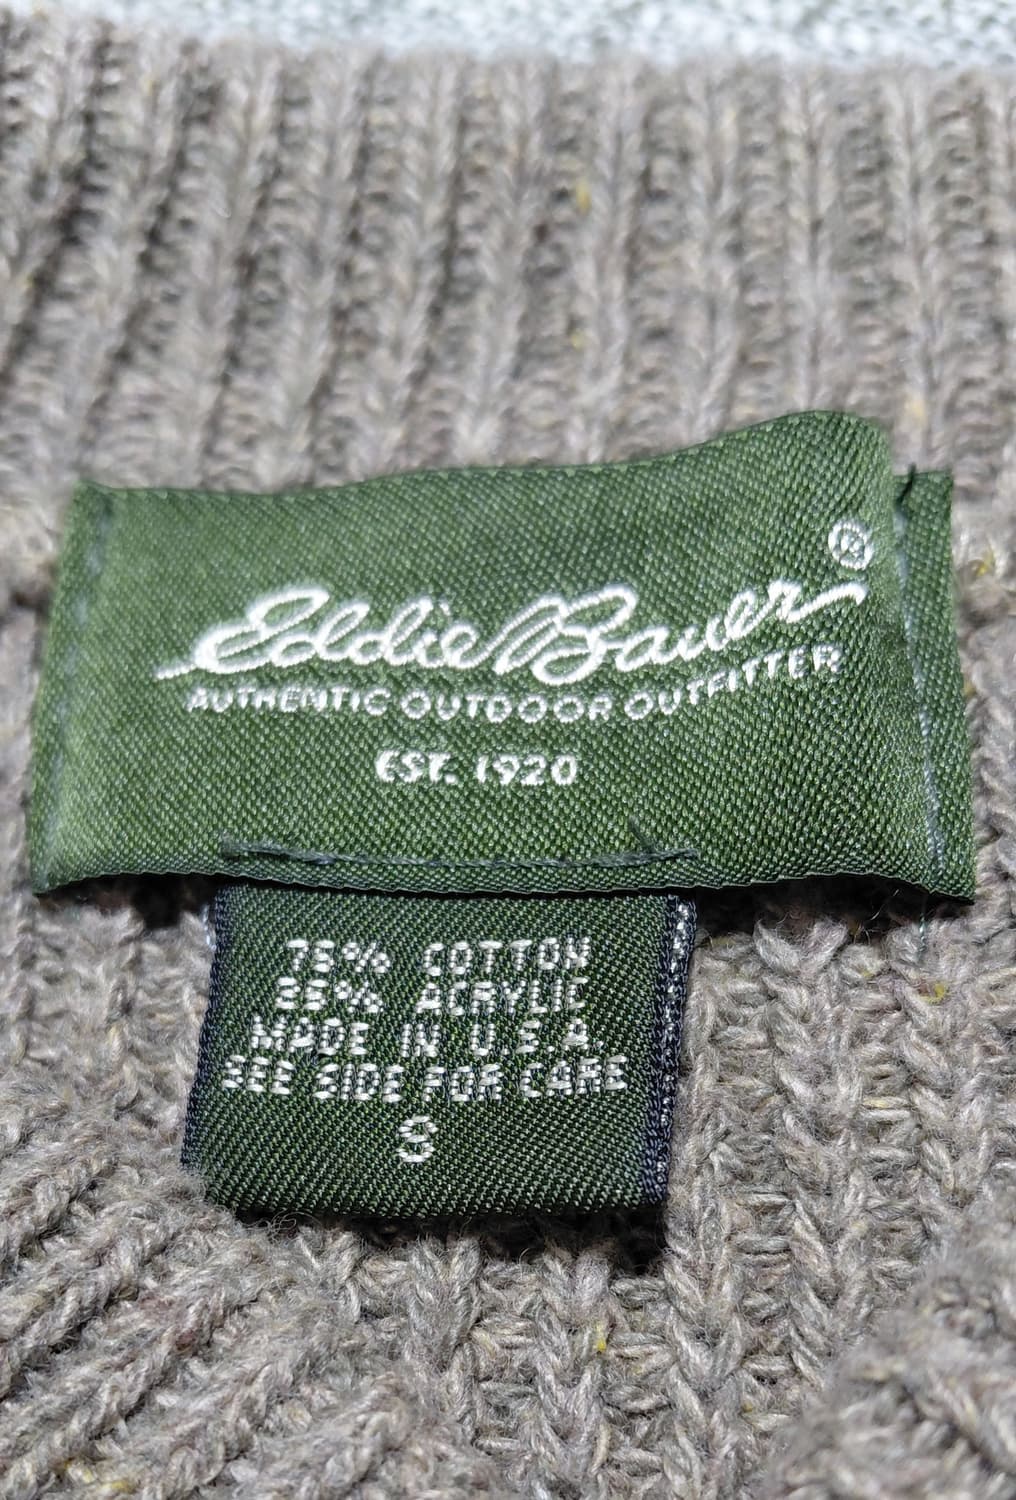 Eddie Bauer®
AUTHENTIC OUTDOOR OUTFITTER
EST. 1920
75% COTTON
25% ACRYLIC
MADE IN U.S.A.
SEE SIDE FOR CARE
S